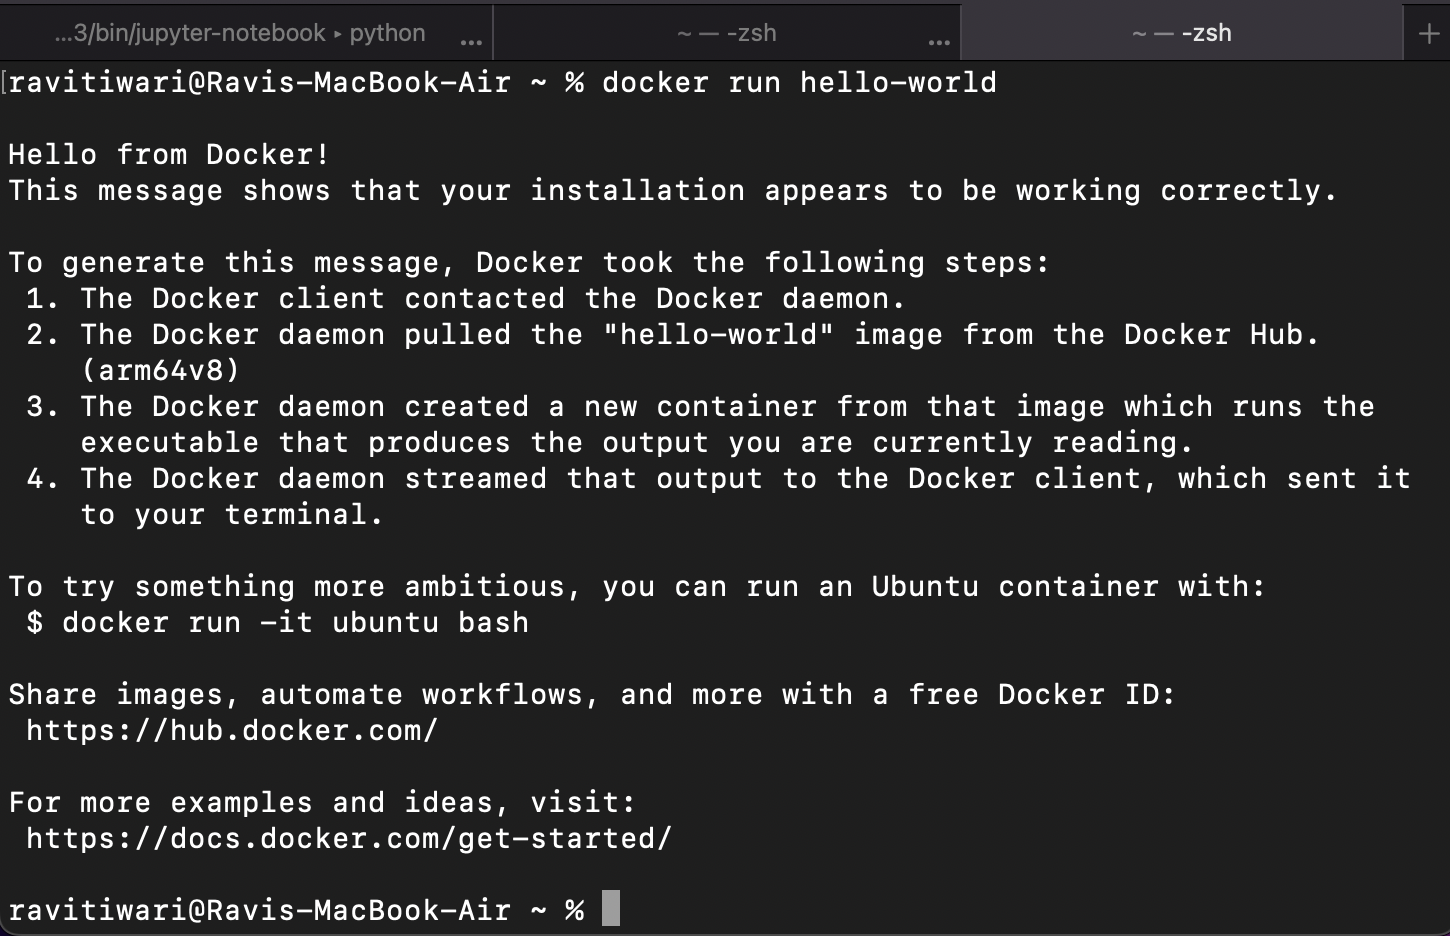 ...3/bin/jupyter-notebook ▸ python ... ~ — -zsh ... ~ — -zsh +
[ravitiwari@Ravis-MacBook-Air ~ % docker run hello-world
Hello from Docker!
This message shows that your installation appears to be working correctly.
To generate this message, Docker took the following steps:
1. The Docker client contacted the Docker daemon.
2. The Docker daemon pulled the "hello-world" image from the Docker Hub.
(arm64v8)
3. The Docker daemon created a new container from that image which runs the
executable that produces the output you are currently reading.
4. The Docker daemon streamed that output to the Docker client, which sent it
to your terminal.
To try something more ambitious, you can run an Ubuntu container with:
$ docker run -it ubuntu bash
Share images, automate workflows, and more with a free Docker ID:
https://hub.docker.com/
For more examples and ideas, visit:
https://docs.docker.com/get-started/
ravitiwari@Ravis-MacBook-Air ~ %